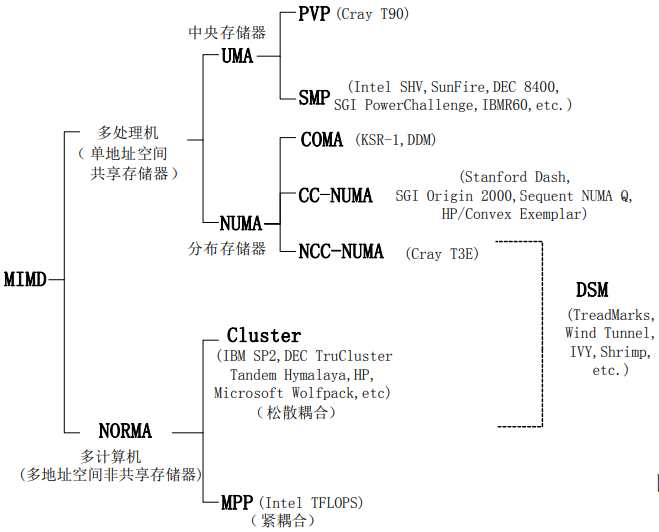 PVP (Cray T90)
中央存储器
UMA
SMP (Intel SHV,SunFire,DEC 8400,
SGI PowerChallenge,IBMR60,etc.)
多处理机
(单地址空间
共享存储器)
COMA (KSR-1,DDM)
CC-NUMA (Stanford Dash,
SGI Origin 2000,Sequent NUMA Q,
HP/Convex Exemplar)
NUMA
分布存储器
NCC-NUMA (Cray T3E)
MIMD
DSM
(TreadMarks,
Wind Tunnel,
IVY,Shrimp,
etc.)
Cluster
(IBM SP2,DEC TruCluster
Tandem Hymalaya,HP,
Microsoft Wolfpack,etc)
(松散耦合)
NORMA
多计算机
(多地址空间非共享存储器)
MPP (Intel TFLOPS)
(紧耦合)